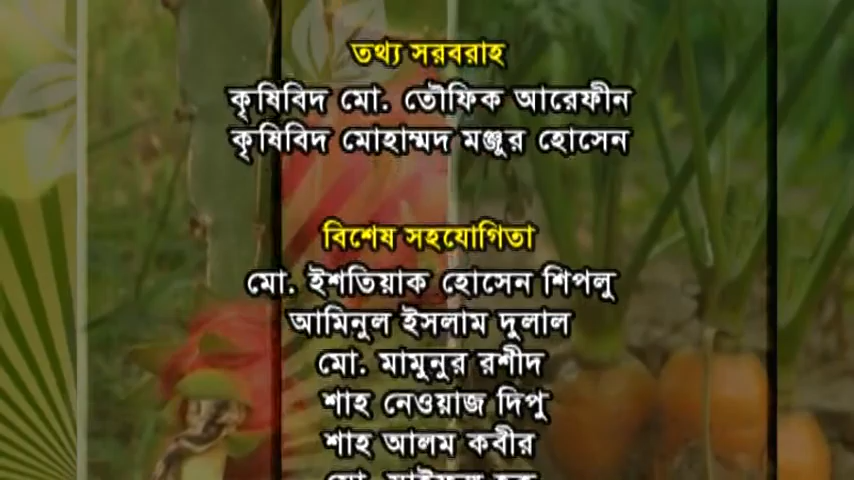 তথ্য সরবরাহ
কৃষিবিদ মো. তৌফিক আরেফীন
কৃষিবিদ মোহাম্মদ মঞ্জুর হোসেন
বিশেষ সহযোগিতা
মো. ইশতিয়াক হোসেন শিপলু
আমিনুল ইসলাম দুলাল
মো. মামুনুর রশীদ
শাহ নেওয়াজ দিপু
শাহ আলম কবীর
মো.